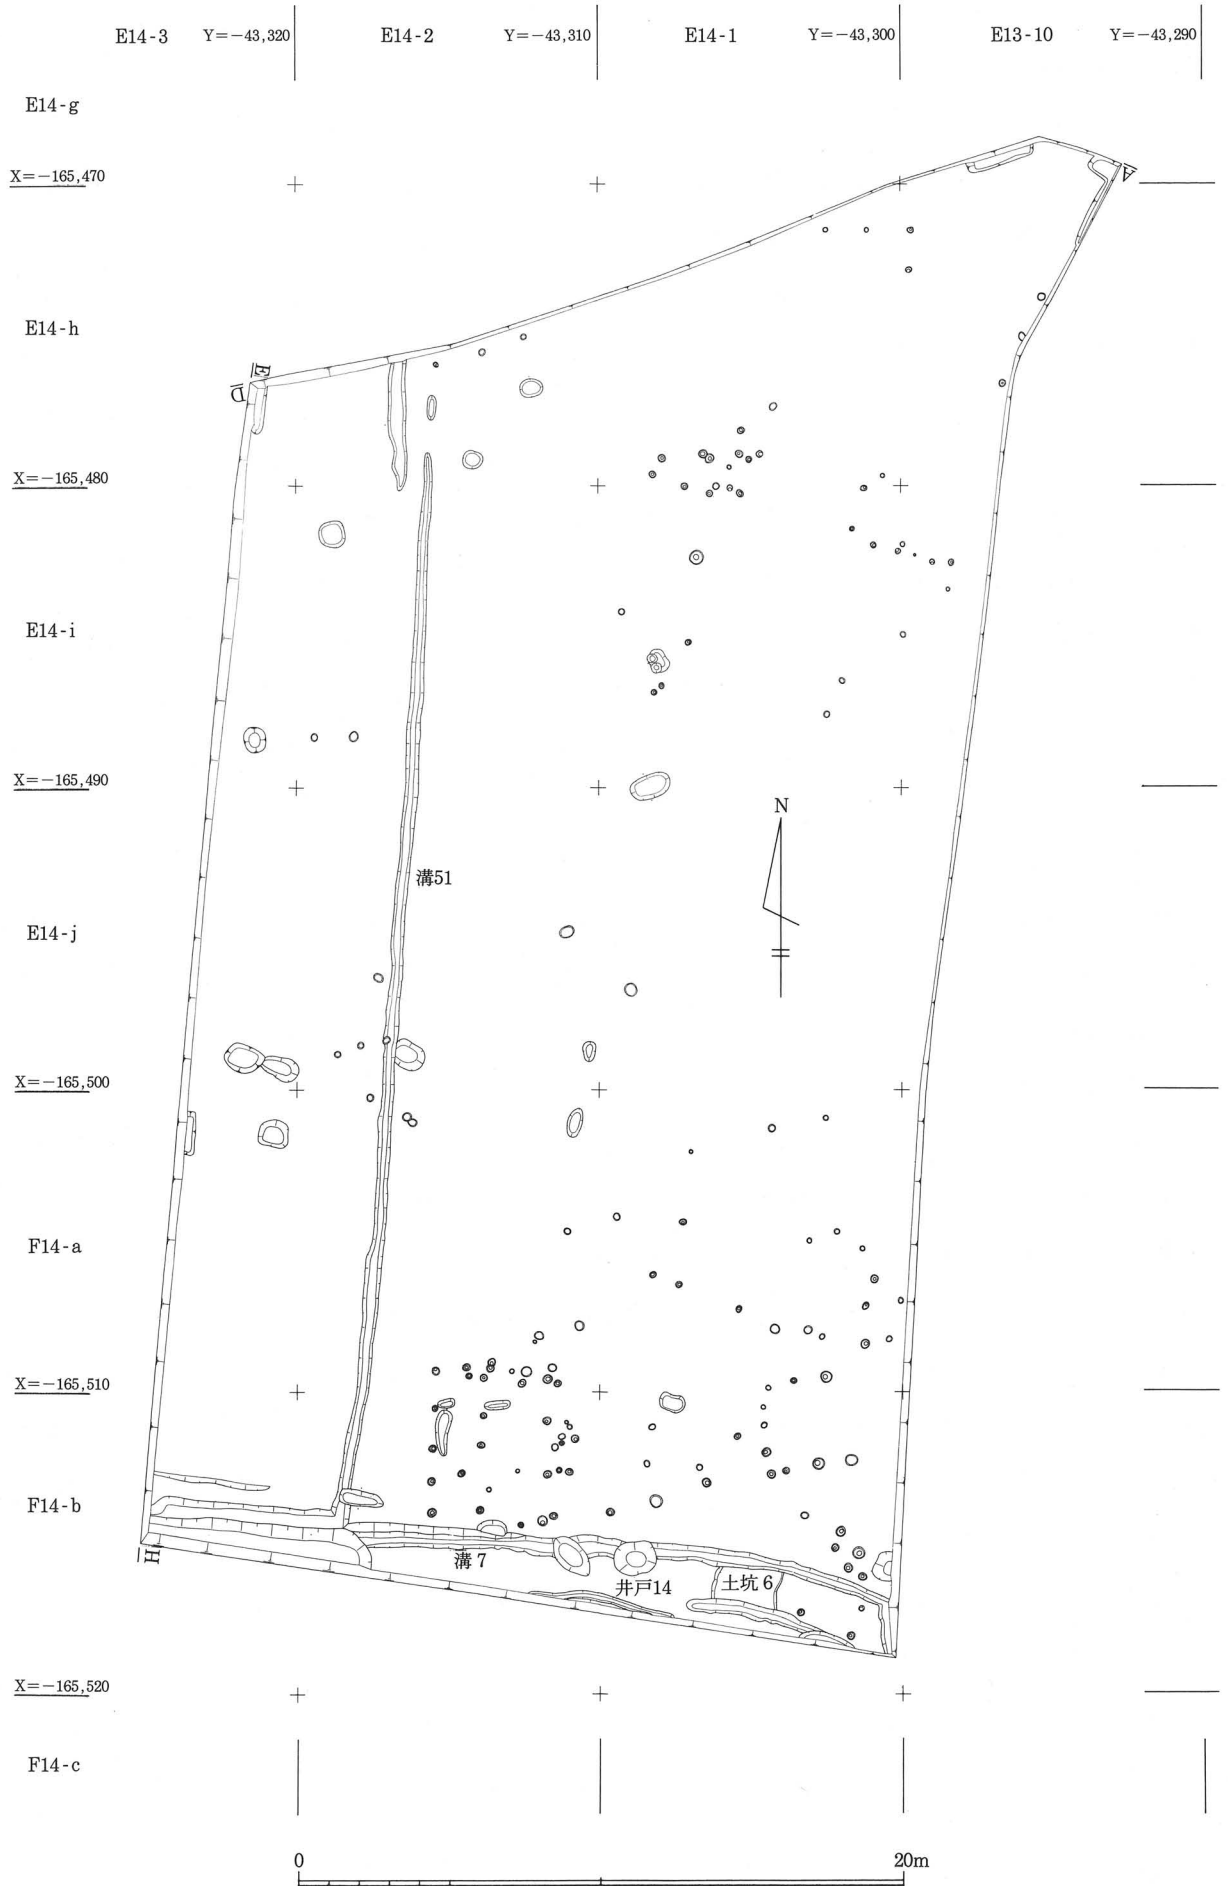 E14-3 Y=−43,320 E14-2 Y=−43,310 E14-1 Y=−43,300 E13-10 Y=−43,290
E14-g
X=−165,470
A
E14-h
E
D
X=−165,480
E14-i
X=−165,490
N
溝51
E14-j
X=−165,500
F14-a
X=−165,510
F14-b
H
溝7
井戸14
土坑6
X=−165,520
F14-c
0 20m